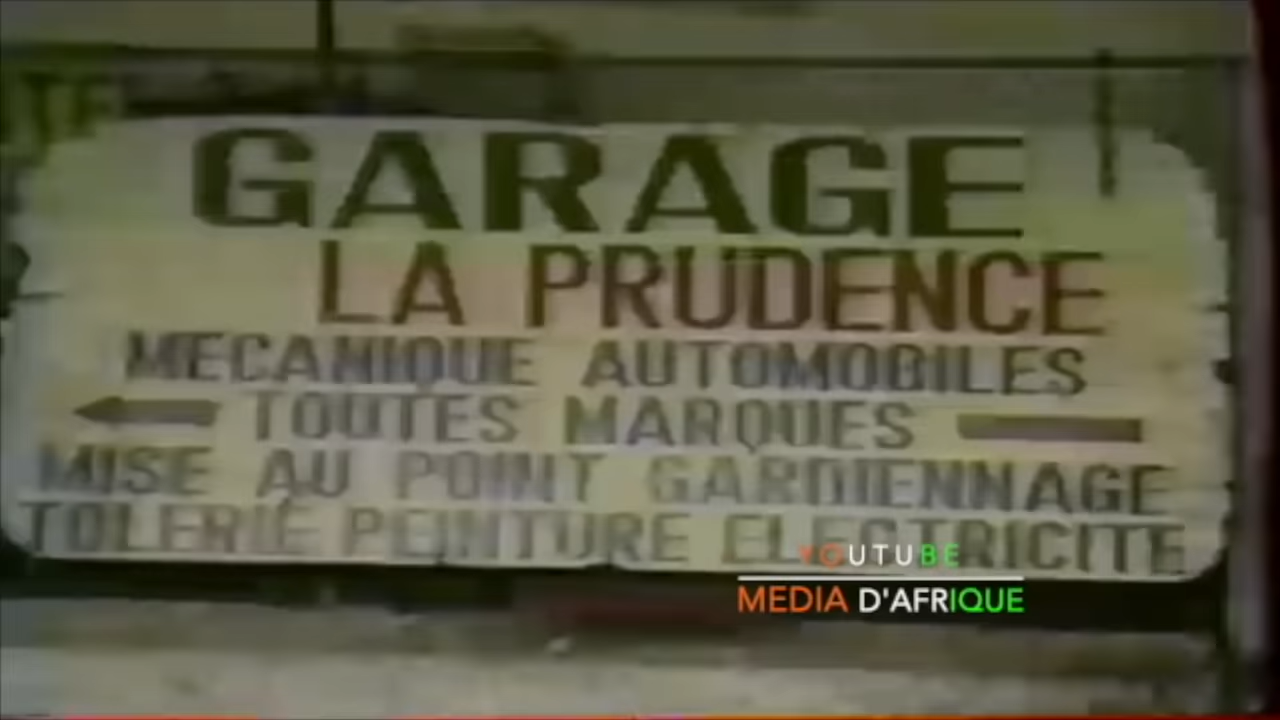 GARAGE
LA PRUDENCE
MECANIQUE AUTOMOBILES
TOUTES MARQUES
MISE AU POINT GARDIENNAGE
TOLERIE PEINTURE ELECTRICITE
YOUTUBE
MEDIA D'AFRIQUE